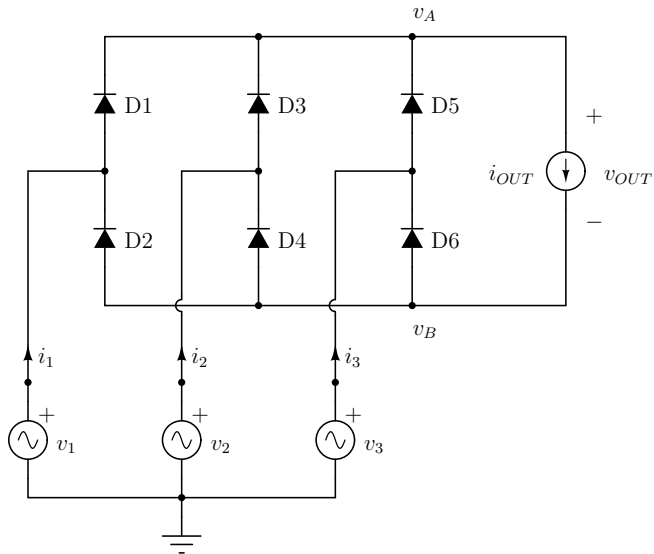 v_A
D1 D3 D5
+
i_OUT v_OUT
−
D2 D4 D6
v_B
i_1 i_2 i_3
+ + +
v_1 v_2 v_3